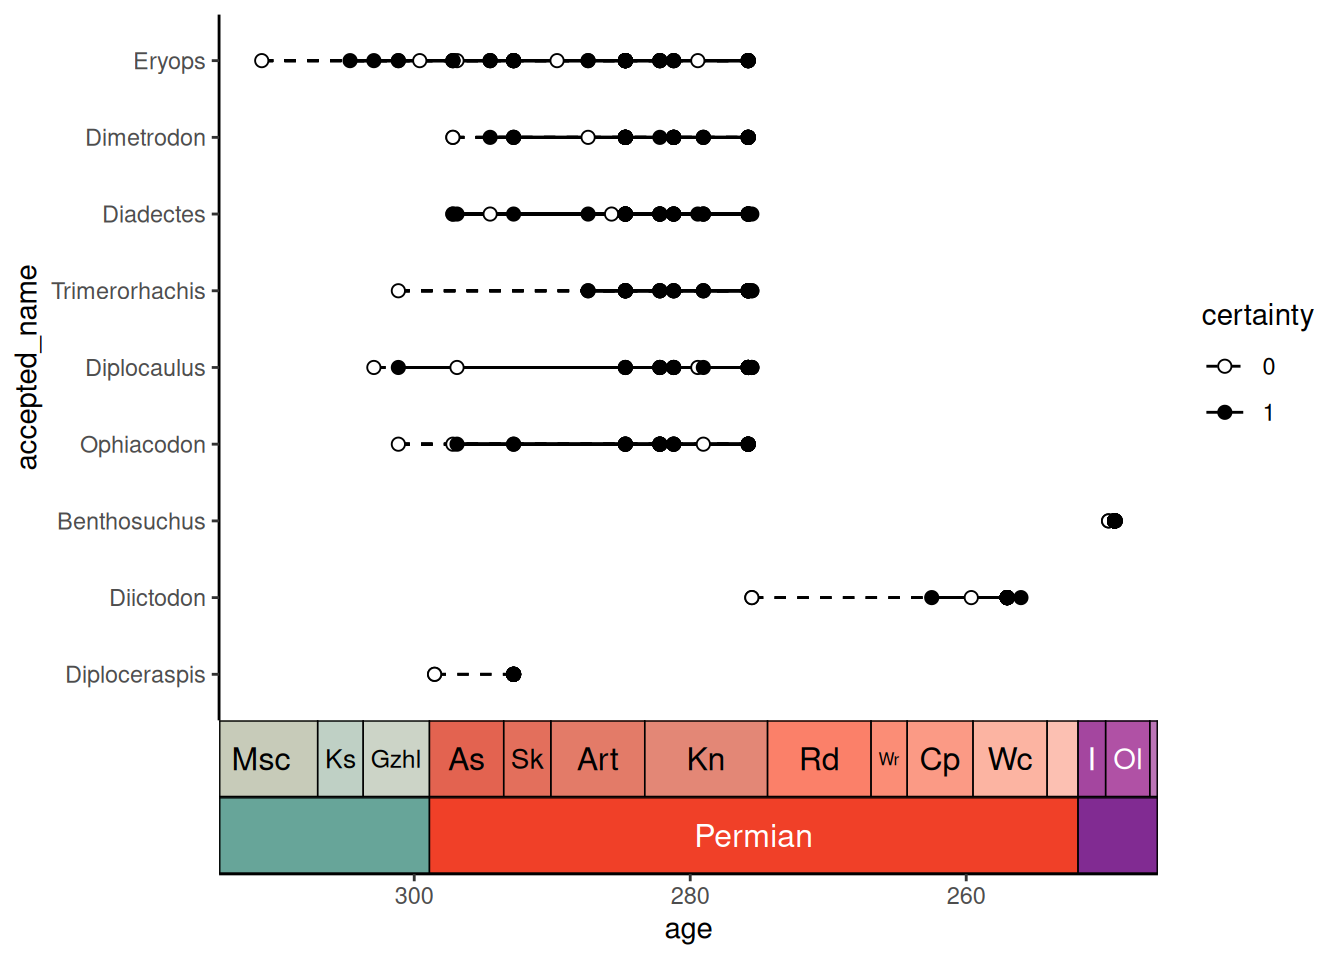 Eryops
Dimetrodon
Diadectes
Trimerorhachis
Diplocaulus
Ophiacodon
Benthosuchus
Diictodon
Diploceraspis
accepted_name
certainty
0
1
Msc Ks Gzhl As Sk Art Kn Rd Wr Cp Wc I Ol
Permian
300 280 260
age